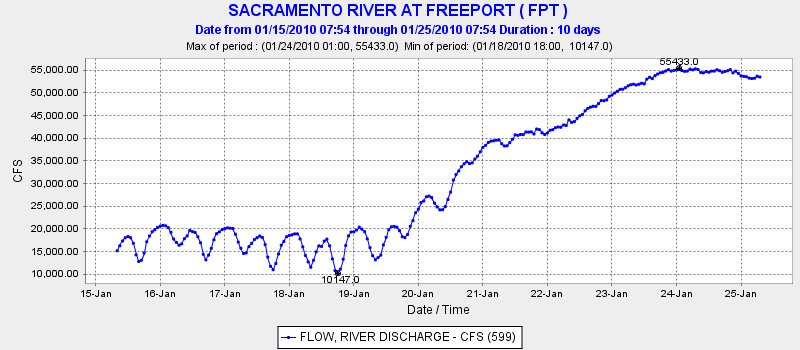 SACRAMENTO RIVER AT FREEPORT ( FPT )
Date from 01/15/2010 07:54 through 01/25/2010 07:54 Duration : 10 days
Max of period : (01/24/2010 01:00, 55433.0) Min of period: (01/18/2010 18:00, 10147.0)
55433.0
55,000.00
50,000.00
45,000.00
40,000.00
35,000.00
30,000.00
25,000.00
20,000.00
15,000.00
10,000.00
CFS
10147.0
15-Jan 16-Jan 17-Jan 18-Jan 19-Jan 20-Jan 21-Jan 22-Jan 23-Jan 24-Jan 25-Jan
Date / Time
FLOW, RIVER DISCHARGE - CFS (599)